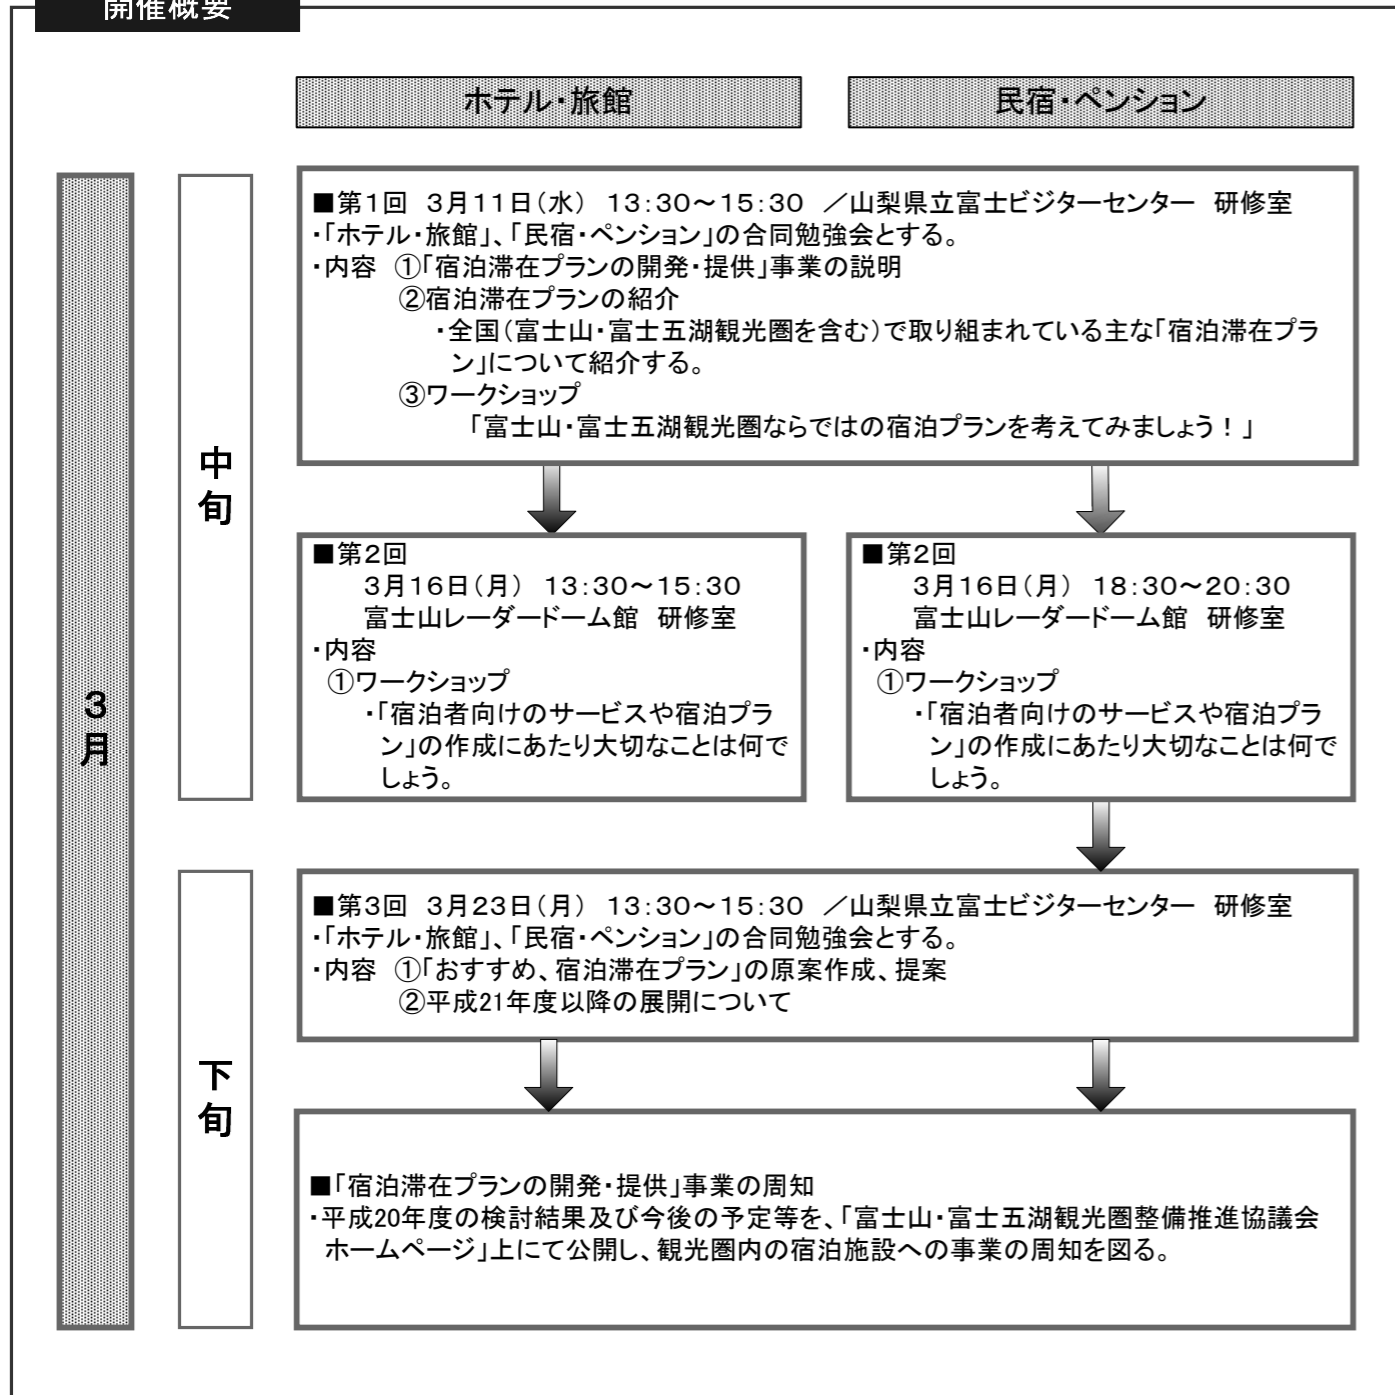 開催概要
ホテル・旅館
民宿・ペンション
3月
中旬
■第1回 3月11日(水) 13:30～15:30 ／山梨県立富士ビジターセンター 研修室
・「ホテル・旅館」、「民宿・ペンション」の合同勉強会とする。
・内容 ①「宿泊滞在プランの開発・提供」事業の説明
②宿泊滞在プランの紹介
・全国(富士山・富士五湖観光圏を含む)で取り組まれている主な「宿泊滞在プラ
ン」について紹介する。
③ワークショップ
「富士山・富士五湖観光圏ならではの宿泊プランを考えてみましょう！」
■第2回
3月16日(月) 13:30～15:30
富士山レーダードーム館 研修室
・内容
①ワークショップ
・「宿泊者向けのサービスや宿泊プラ
ン」の作成にあたり大切なことは何で
しょう。
■第2回
3月16日(月) 18:30～20:30
富士山レーダードーム館 研修室
・内容
①ワークショップ
・「宿泊者向けのサービスや宿泊プラ
ン」の作成にあたり大切なことは何で
しょう。
下旬
■第3回 3月23日(月) 13:30～15:30 ／山梨県立富士ビジターセンター 研修室
・「ホテル・旅館」、「民宿・ペンション」の合同勉強会とする。
・内容 ①「おすすめ、宿泊滞在プラン」の原案作成、提案
②平成21年度以降の展開について
■「宿泊滞在プランの開発・提供」事業の周知
・平成20年度の検討結果及び今後の予定等を、「富士山・富士五湖観光圏整備推進協議会
ホームページ」上にて公開し、観光圏内の宿泊施設への事業の周知を図る。